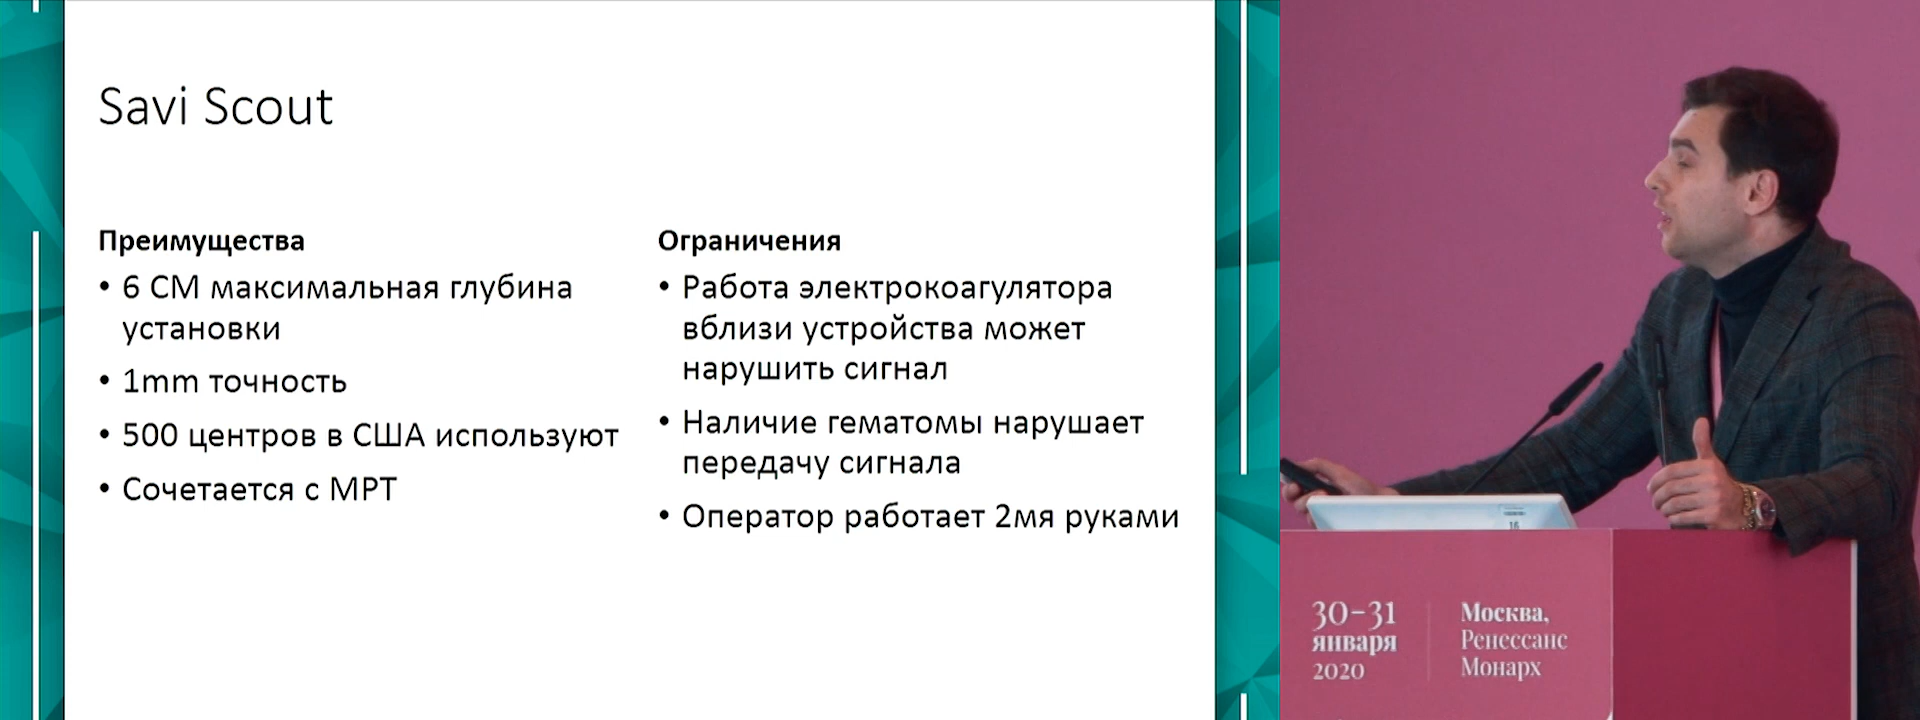 Savi Scout
Преимущества
• 6 СМ максимальная глубина
установки
• 1mm точность
• 500 центров в США используют
• Сочетается с МРТ
Ограничения
• Работа электрокоагулятора
вблизи устройства может
нарушить сигнал
• Наличие гематомы нарушает
передачу сигнала
• Оператор работает 2мя руками
16
30-31
января
2020
Москва,
Ренессанс
Монарх